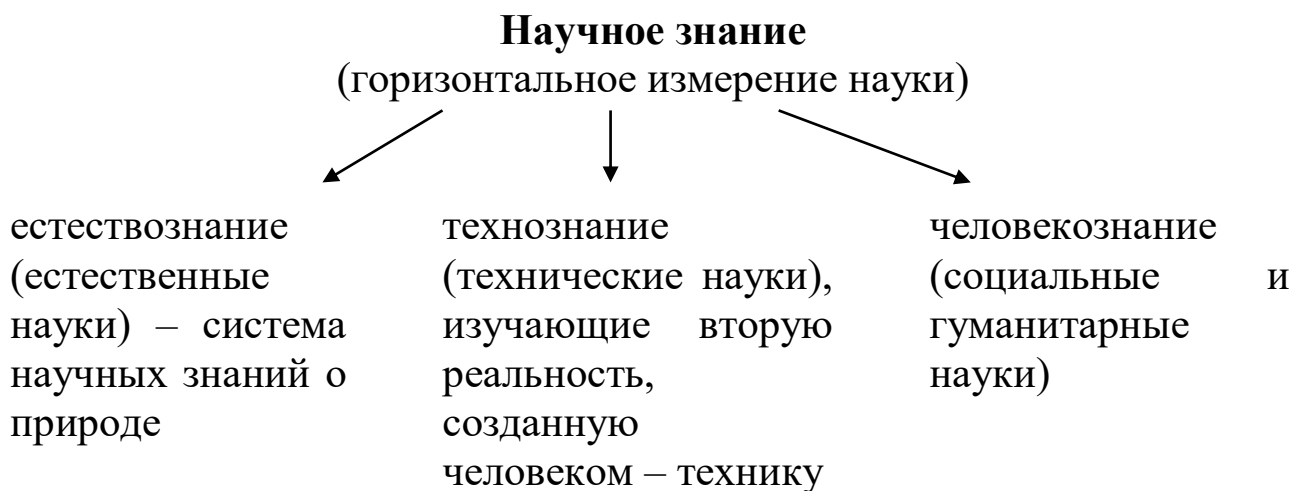 Научное знание
(горизонтальное измерение науки)
естествознание
(естественные
науки) – система
научных знаний о
природе
технознание
(технические науки),
изучающие вторую
реальность,
созданную
человеком – технику
человекознание
(социальные и
гуманитарные
науки)